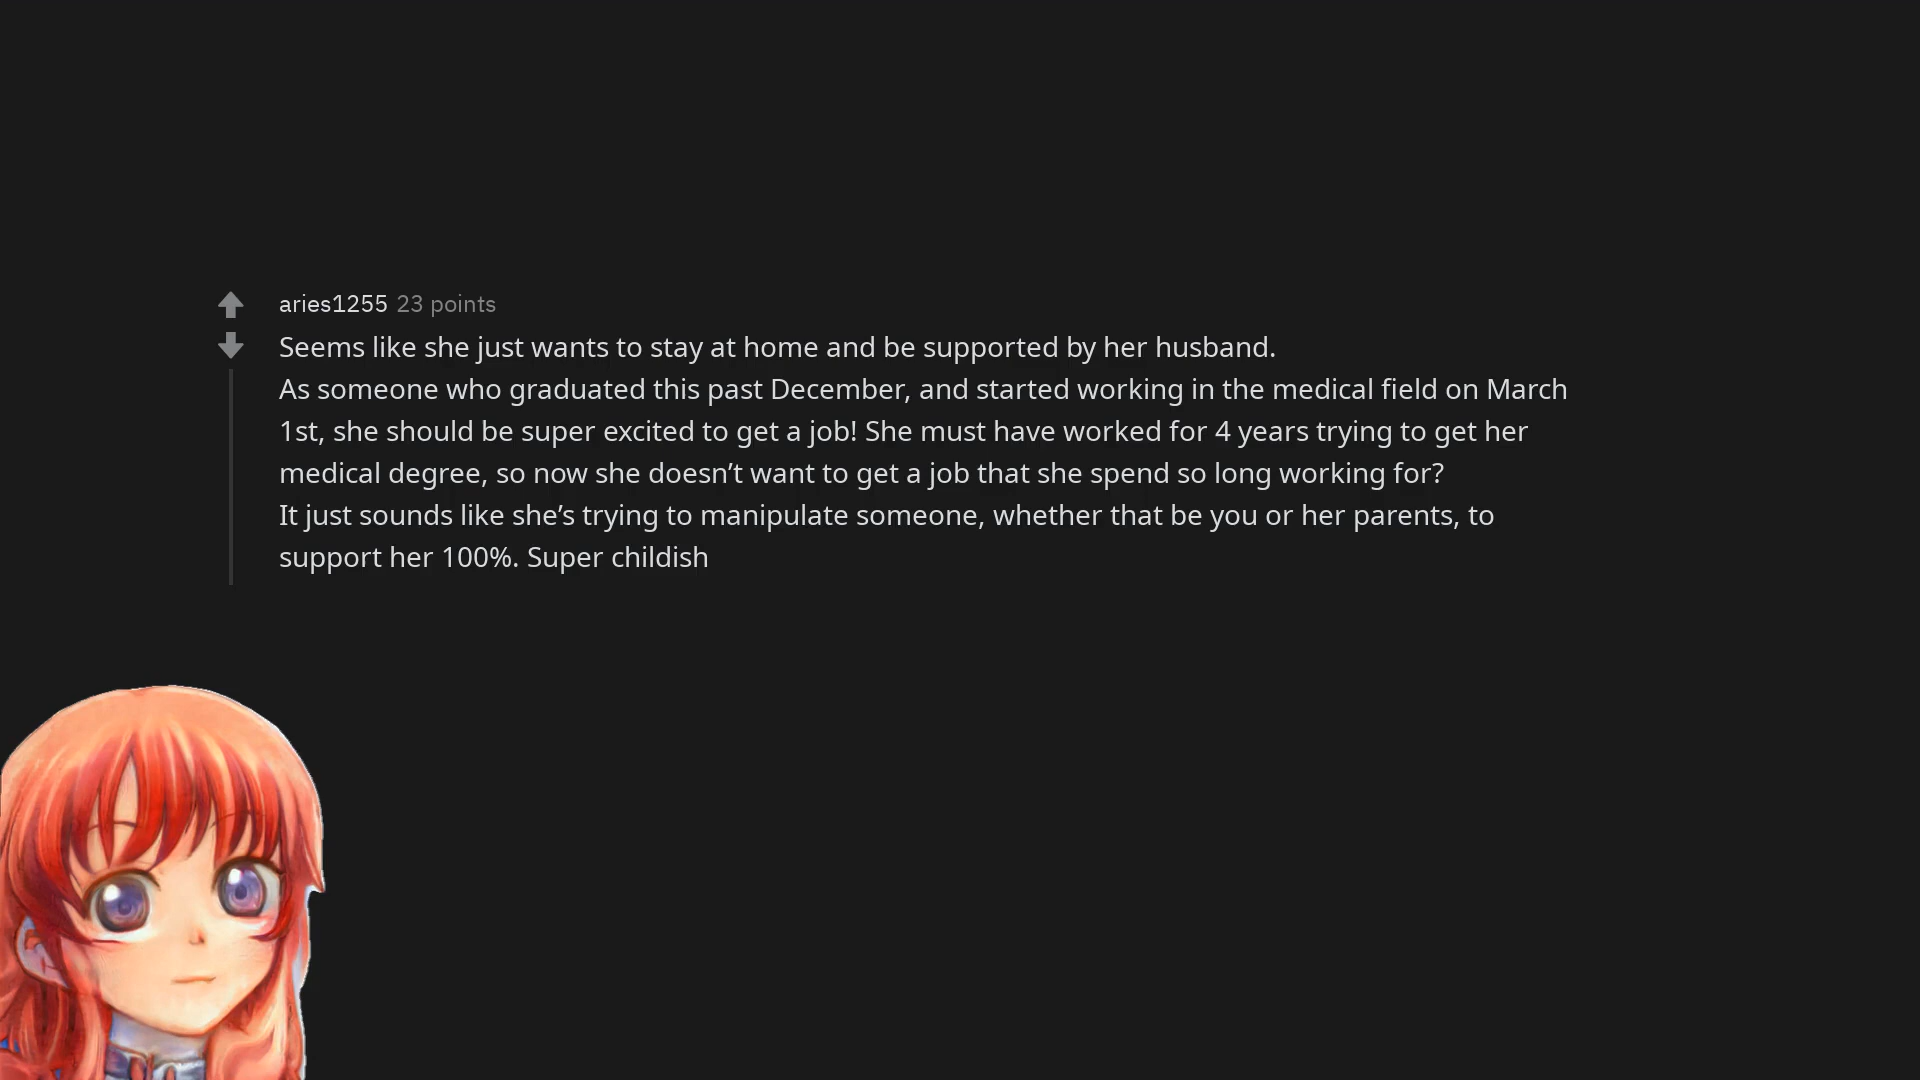 aries1255 23 points
Seems like she just wants to stay at home and be supported by her husband.
As someone who graduated this past December, and started working in the medical field on March
1st, she should be super excited to get a job! She must have worked for 4 years trying to get her
medical degree, so now she doesn’t want to get a job that she spend so long working for?
It just sounds like she’s trying to manipulate someone, whether that be you or her parents, to
support her 100%. Super childish